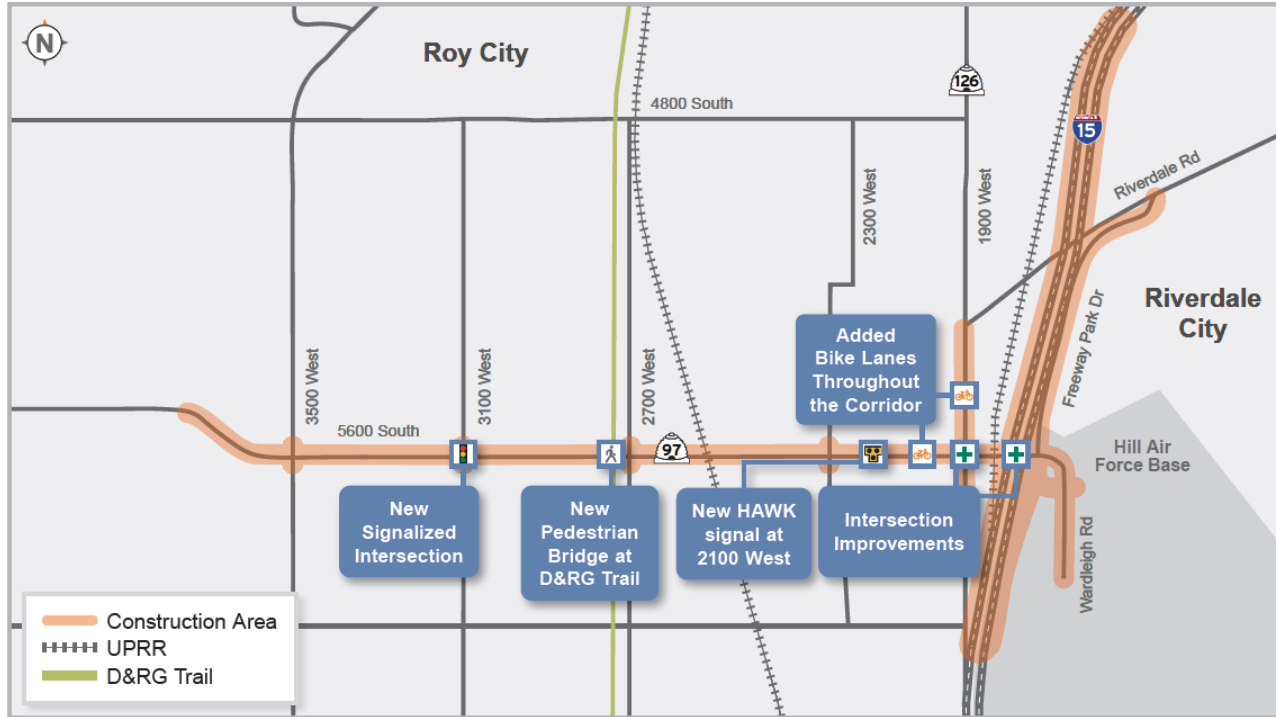 N
Roy City
126
4800 South
INTERSTATE
15
Riverdale Rd
2300 West
1900 West
Riverdale
City
Freeway Park Dr
Added
Bike Lanes
Throughout
the Corridor
3500 West
3100 West
2700 West
5600 South
97
Hill Air
Force Base
New
Signalized
Intersection
New
Pedestrian
Bridge at
D&RG Trail
New HAWK
signal at
2100 West
Intersection
Improvements
Wardleigh Rd
Construction Area
UPRR
D&RG Trail